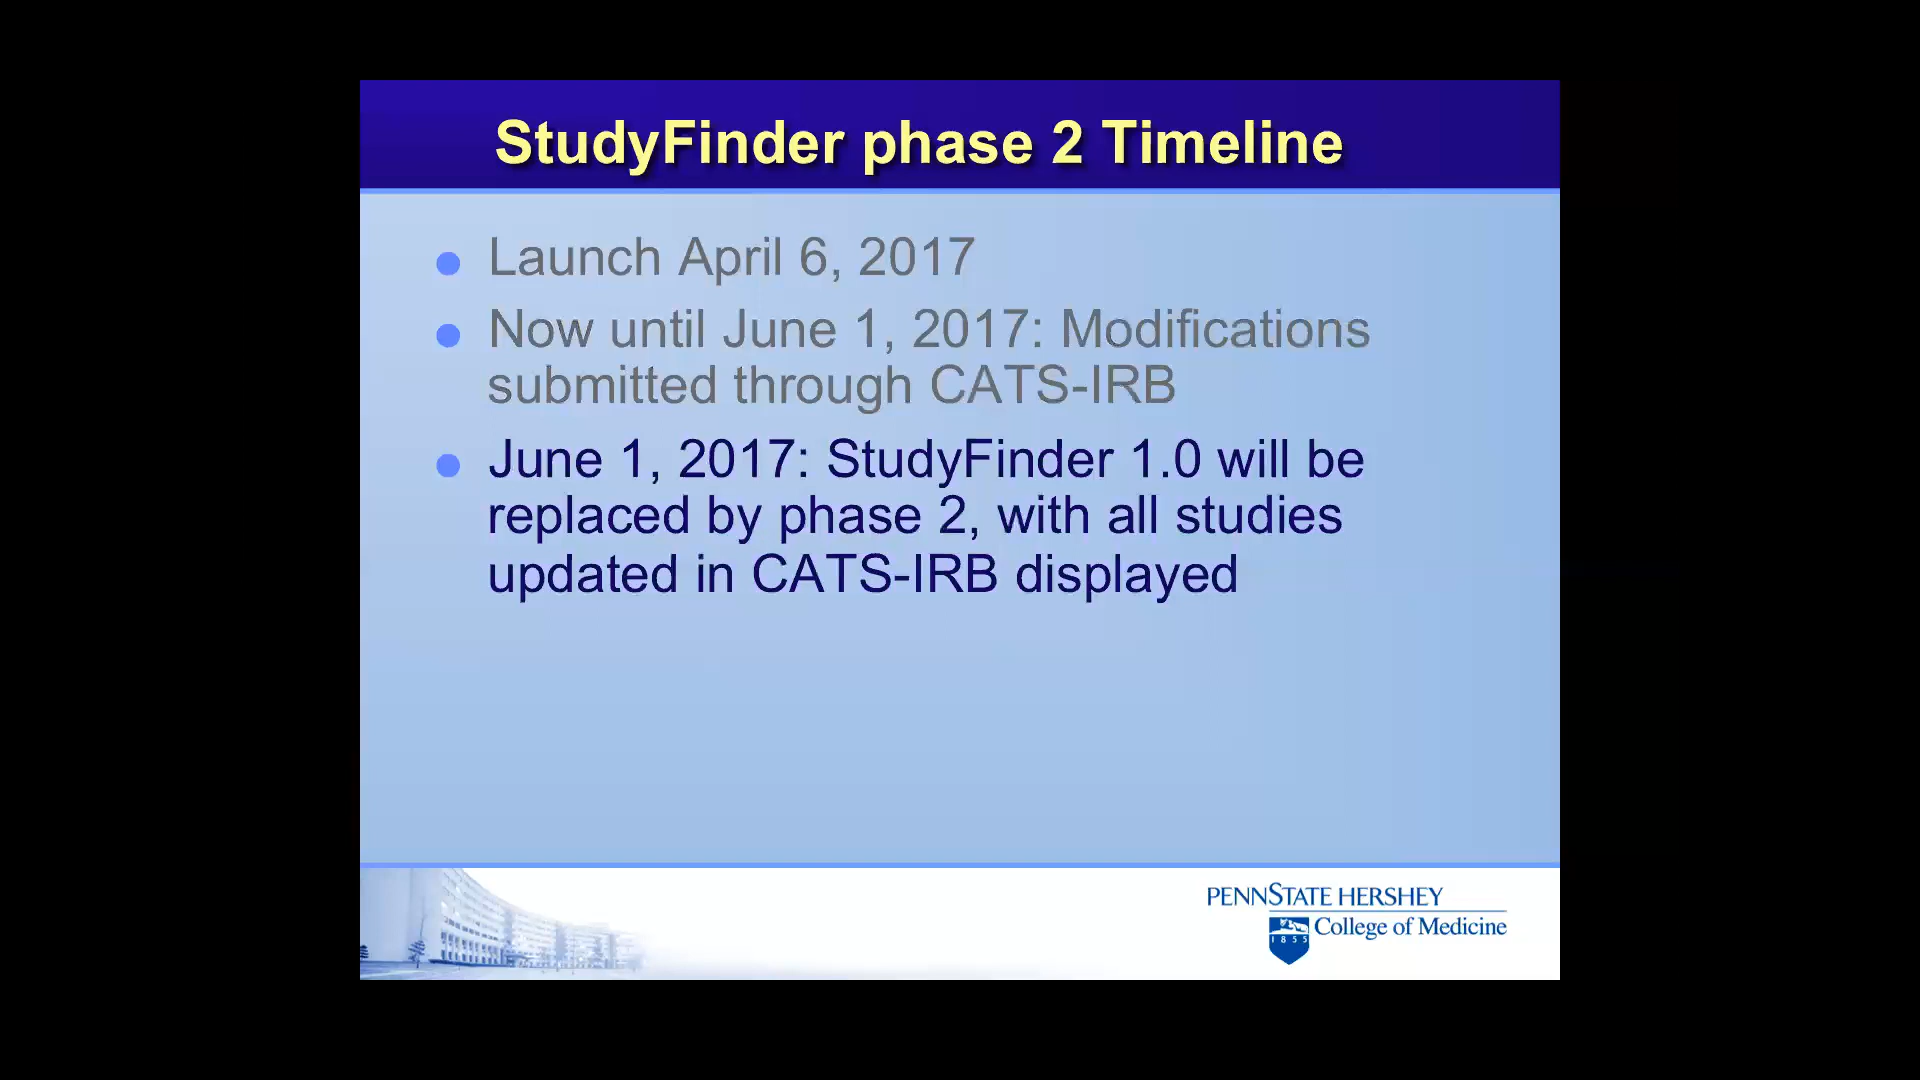 StudyFinder phase 2 Timeline
Launch April 6, 2017
Now until June 1, 2017: Modifications
submitted through CATS-IRB
June 1, 2017: StudyFinder 1.0 will be
replaced by phase 2, with all studies
updated in CATS-IRB displayed
PENNSTATE HERSHEY
College of Medicine
1855